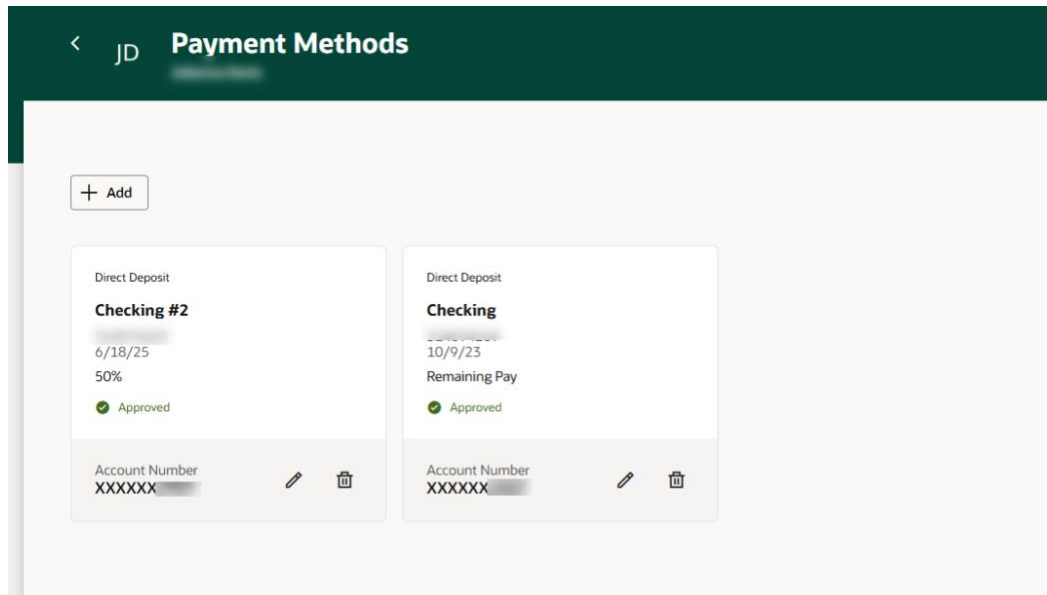 JD
Payment Methods
+ Add
Direct Deposit
Checking #2
6/18/25
50%
Approved
Account Number
XXXXXX
Direct Deposit
Checking
10/9/23
Remaining Pay
Approved
Account Number
XXXXXX